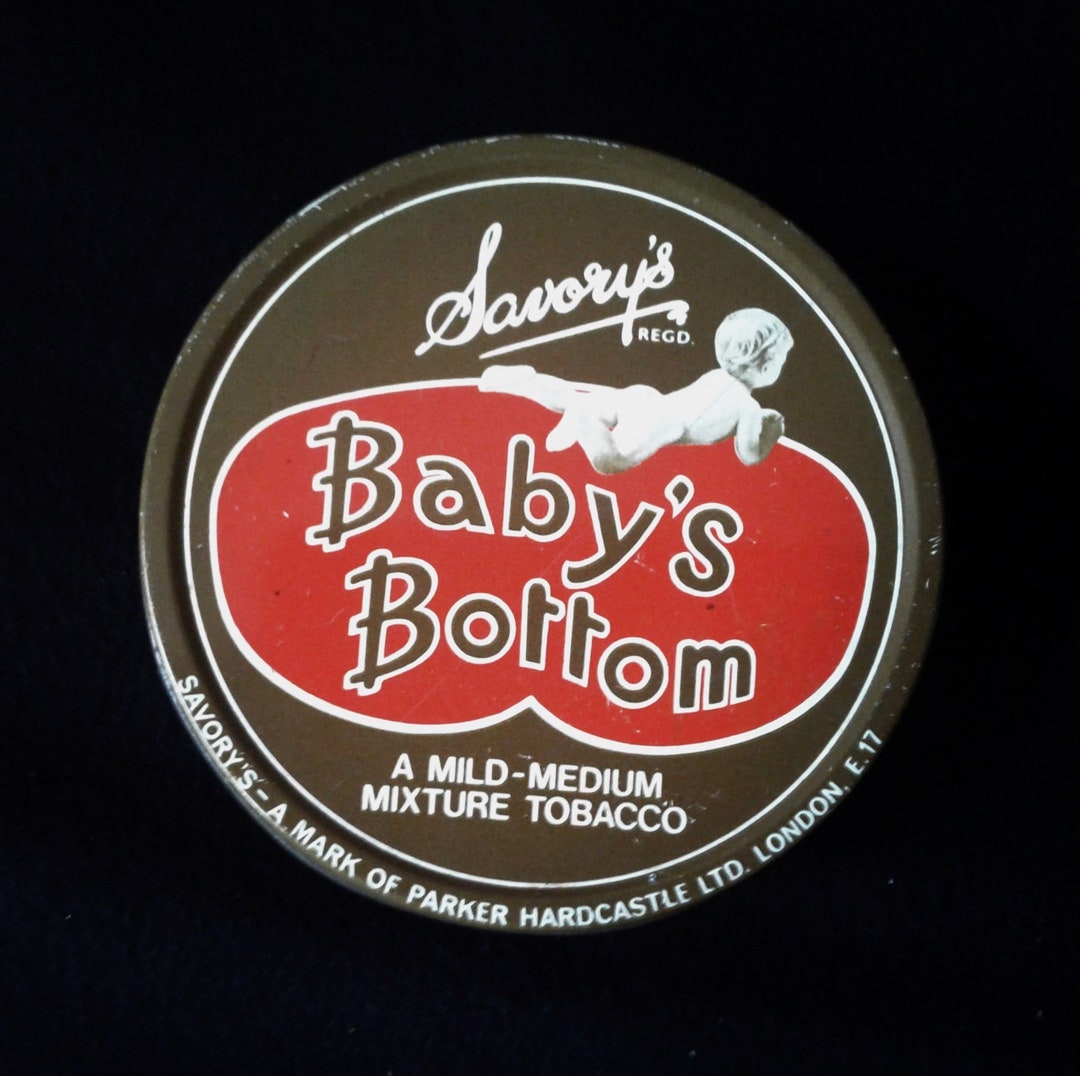 Savory's
REGD.
Baby's
Bottom
A MILD-MEDIUM
MIXTURE TOBACCO
SAVORY'S - A MARK OF PARKER HARDCASTLE LTD. LONDON, E.17